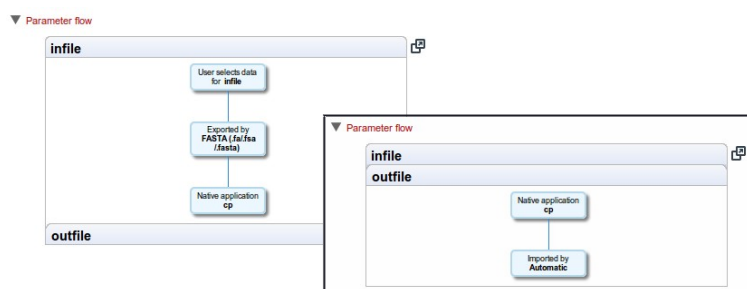 Parameter flow
infile
User selects data
for infile
Exported by
FASTA (.fa/.fsa
/.fasta)
Native application
cp
outfile
Parameter flow
infile
outfile
Native application
cp
Imported by
Automatic